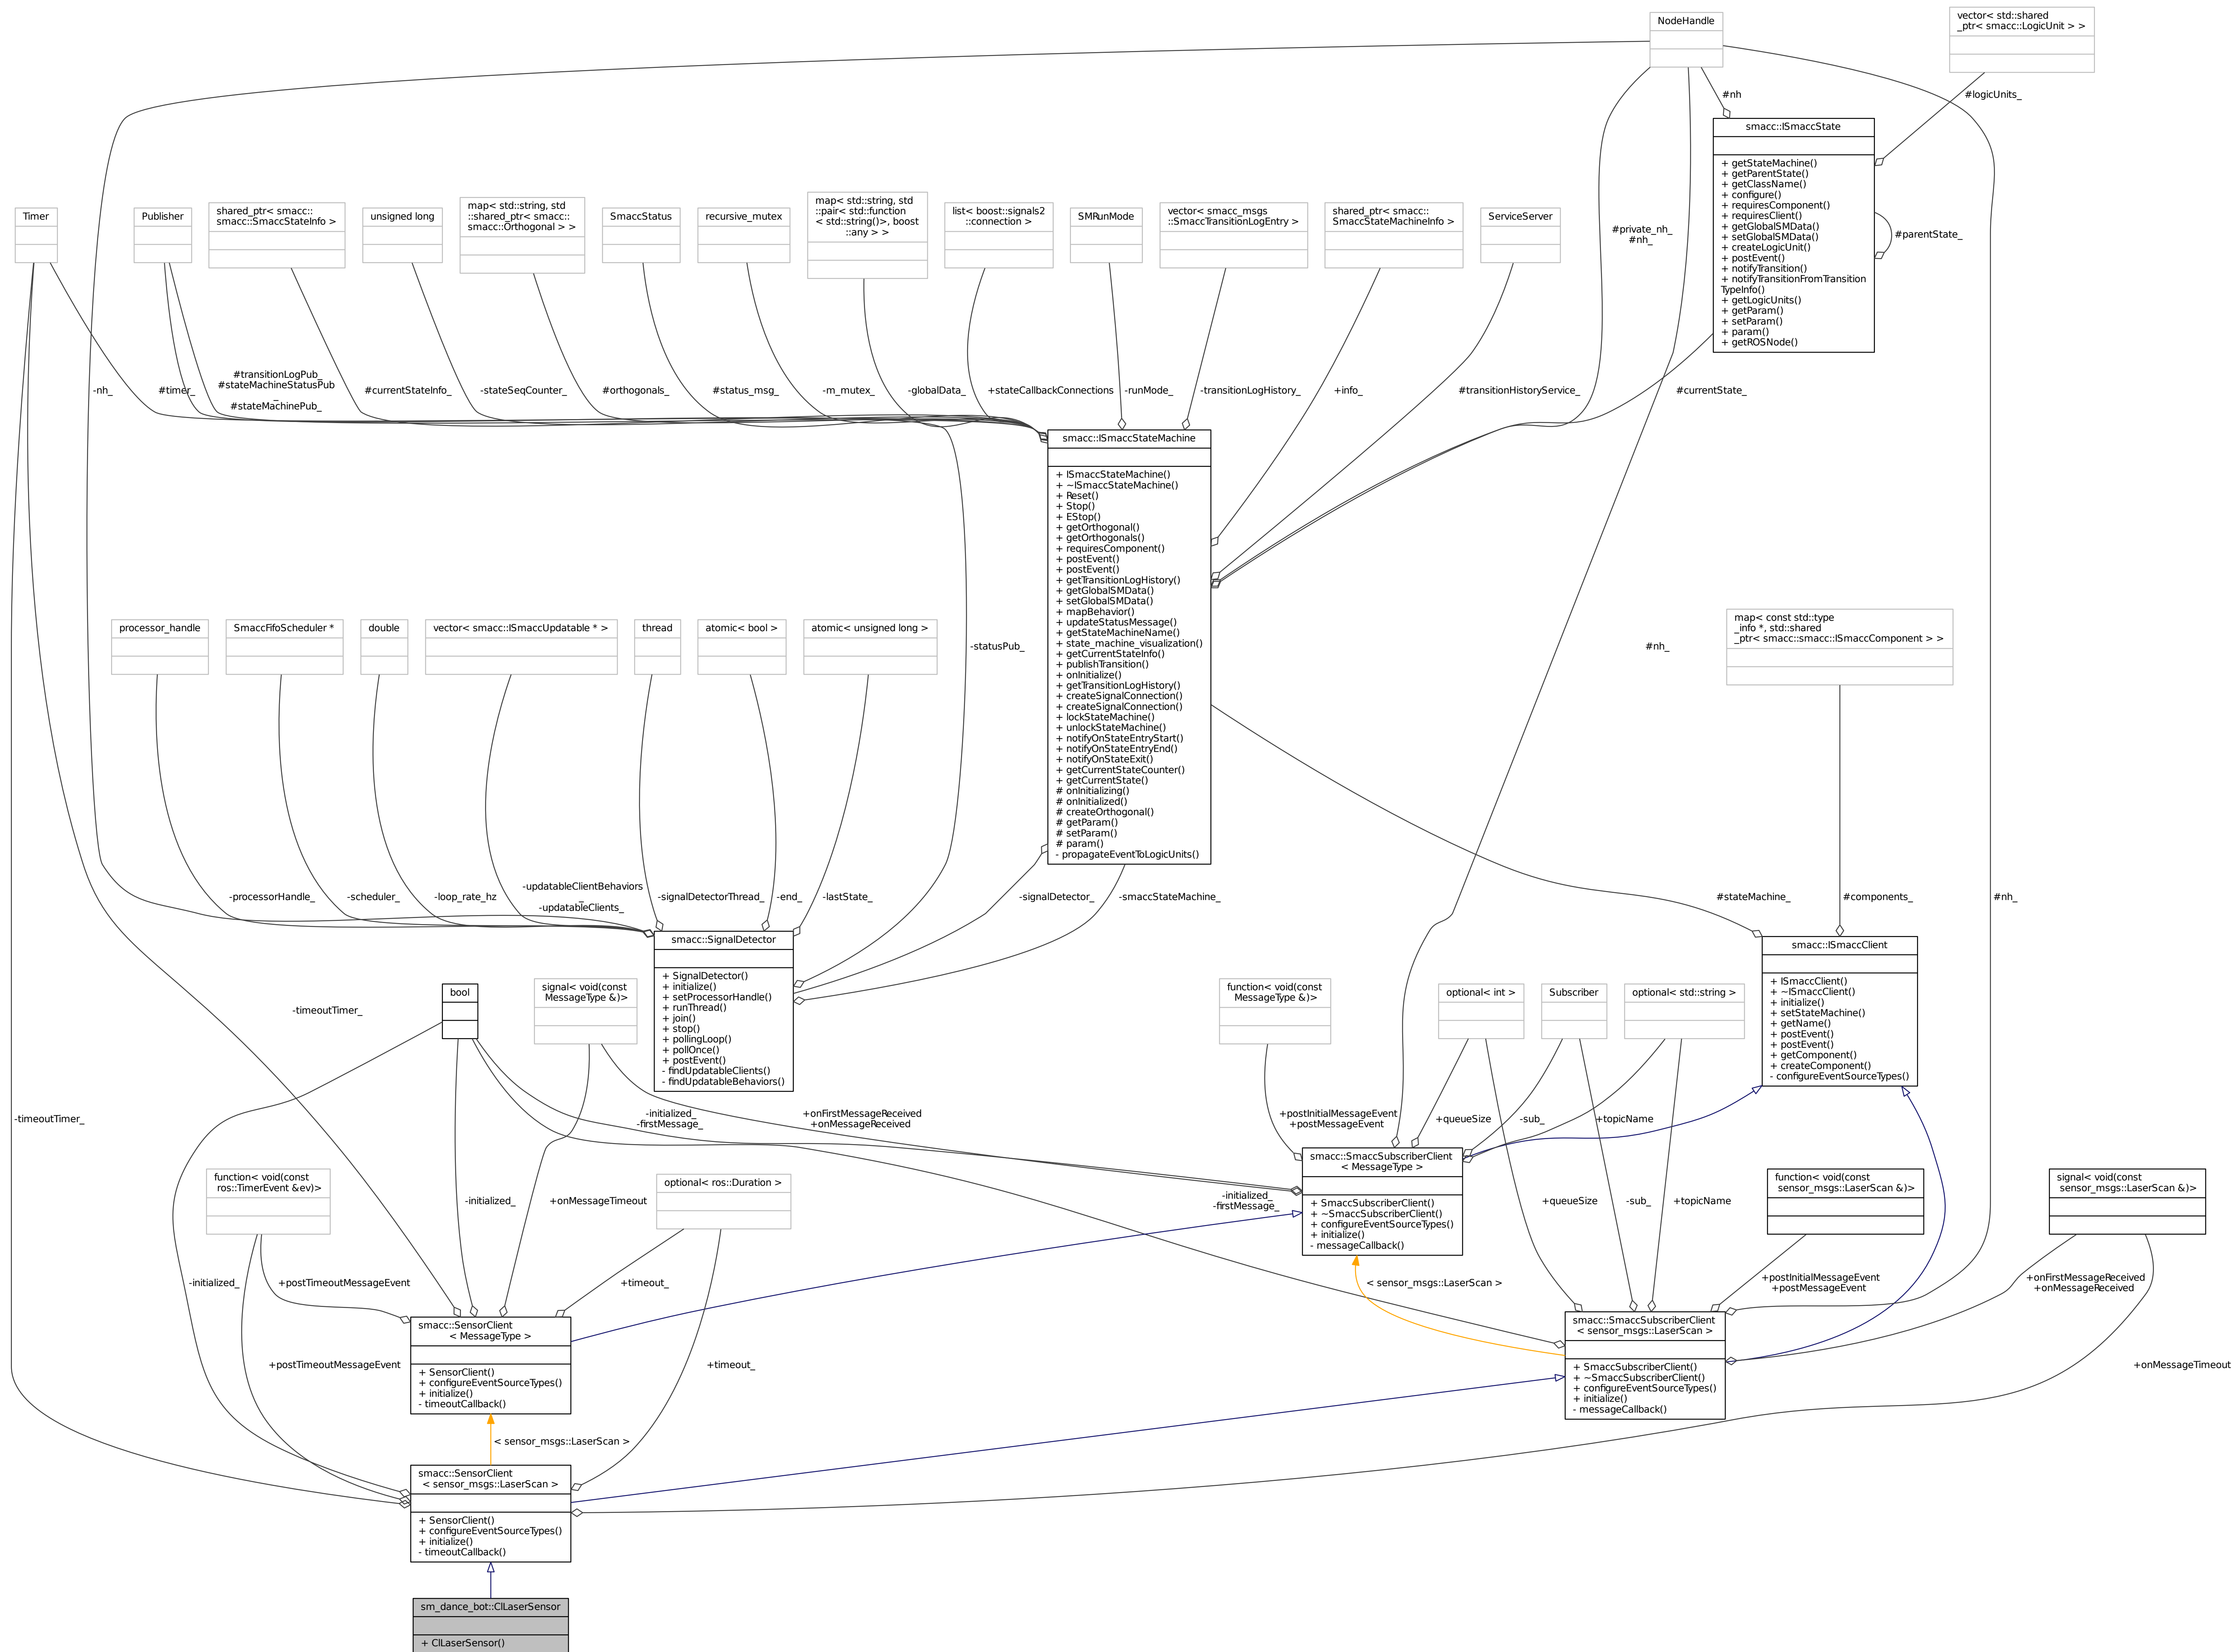 NodeHandle
vector< std::shared
_ptr< smacc::LogicUnit > >
#nh
#logicUnits_
smacc::ISmaccState
+ getStateMachine()
+ getParentState()
+ getClassName()
+ configure()
+ requiresComponent()
+ requiresClient()
+ getGlobalSMData()
+ setGlobalSMData()
+ createLogicUnit()
+ postEvent()
+ notifyTransition()
+ notifyTransitionFromTransition
TypeInfo()
+ getLogicUnits()
+ getParam()
+ setParam()
+ param()
+ getROSNode()
#parentState_
Timer
Publisher
shared_ptr< smacc::
smacc::SmaccStateInfo >
unsigned long
map< std::string, std
::shared_ptr< smacc::
smacc::Orthogonal > >
SmaccStatus
recursive_mutex
map< std::string, std
::pair< std::function
< std::string()>, boost
::any > >
list< boost::signals2
::connection >
SMRunMode
vector< smacc_msgs
::SmaccTransitionLogEntry >
shared_ptr< smacc::
SmaccStateMachineInfo >
ServiceServer
#private_nh_
#nh_
-nh_
#timer_
#transitionLogPub_
#stateMachineStatusPub
_
#stateMachinePub_
#currentStateInfo_
-stateSeqCounter_
#orthogonals_
#status_msg_
-m_mutex_
-globalData_
+stateCallbackConnections
-runMode_
-transitionLogHistory_
+info_
#transitionHistoryService_
#currentState_
smacc::ISmaccStateMachine
+ ISmaccStateMachine()
+ ~ISmaccStateMachine()
+ Reset()
+ Stop()
+ EStop()
+ getOrthogonal()
+ getOrthogonals()
+ requiresComponent()
+ postEvent()
+ postEvent()
+ getTransitionLogHistory()
+ getGlobalSMData()
+ setGlobalSMData()
+ mapBehavior()
+ updateStatusMessage()
+ getStateMachineName()
+ state_machine_visualization()
+ getCurrentStateInfo()
+ publishTransition()
+ onInitialize()
+ getTransitionLogHistory()
+ createSignalConnection()
+ createSignalConnection()
+ lockStateMachine()
+ unlockStateMachine()
+ notifyOnStateEntryStart()
+ notifyOnStateEntryEnd()
+ notifyOnStateExit()
+ getCurrentStateCounter()
+ getCurrentState()
# onInitializing()
# onInitialized()
# createOrthogonal()
# getParam()
# setParam()
# param()
- propagateEventToLogicUnits()
processor_handle
SmaccFifoScheduler *
double
vector< smacc::ISmaccUpdatable * >
thread
atomic< bool >
atomic< unsigned long >
-statusPub_
#nh_
map< const std::type
_info *, std::shared
_ptr< smacc::smacc::ISmaccComponent > >
-processorHandle_
-scheduler_
-loop_rate_hz
-updatableClientBehaviors
_
-updatableClients_
-signalDetectorThread_
-end_
-lastState_
-signalDetector_
-smaccStateMachine_
#stateMachine_
#components_
#nh_
smacc::SignalDetector
+ SignalDetector()
+ initialize()
+ setProcessorHandle()
+ runThread()
+ join()
+ stop()
+ pollingLoop()
+ pollOnce()
+ postEvent()
- findUpdatableClients()
- findUpdatableBehaviors()
smacc::ISmaccClient
+ ISmaccClient()
+ ~ISmaccClient()
+ initialize()
+ setStateMachine()
+ getName()
+ postEvent()
+ postEvent()
+ getComponent()
+ createComponent()
- configureEventSourceTypes()
-timeoutTimer_
bool
signal< void(const
MessageType &)>
function< void(const
MessageType &)>
optional< int >
Subscriber
optional< std::string >
-timeoutTimer_
-initialized_
-firstMessage_
+onFirstMessageReceived
+onMessageReceived
+postInitialMessageEvent
+postMessageEvent
+queueSize
-sub_
+topicName
smacc::SmaccSubscriberClient
< MessageType >
+ SmaccSubscriberClient()
+ ~SmaccSubscriberClient()
+ configureEventSourceTypes()
+ initialize()
- messageCallback()
function< void(const
ros::TimerEvent &ev)>
-initialized_
+onMessageTimeout
optional< ros::Duration >
-initialized_
-firstMessage_
+queueSize
-sub_
+topicName
function< void(const
sensor_msgs::LaserScan &)>
signal< void(const
sensor_msgs::LaserScan &)>
-initialized_
+postTimeoutMessageEvent
+timeout_
< sensor_msgs::LaserScan >
+postInitialMessageEvent
+postMessageEvent
+onFirstMessageReceived
+onMessageReceived
smacc::SensorClient
< MessageType >
+ SensorClient()
+ configureEventSourceTypes()
+ initialize()
- timeoutCallback()
smacc::SmaccSubscriberClient
< sensor_msgs::LaserScan >
+ SmaccSubscriberClient()
+ ~SmaccSubscriberClient()
+ configureEventSourceTypes()
+ initialize()
- messageCallback()
+postTimeoutMessageEvent
+timeout_
+onMessageTimeout
< sensor_msgs::LaserScan >
smacc::SensorClient
< sensor_msgs::LaserScan >
+ SensorClient()
+ configureEventSourceTypes()
+ initialize()
- timeoutCallback()
sm_dance_bot::ClLaserSensor
+ ClLaserSensor()